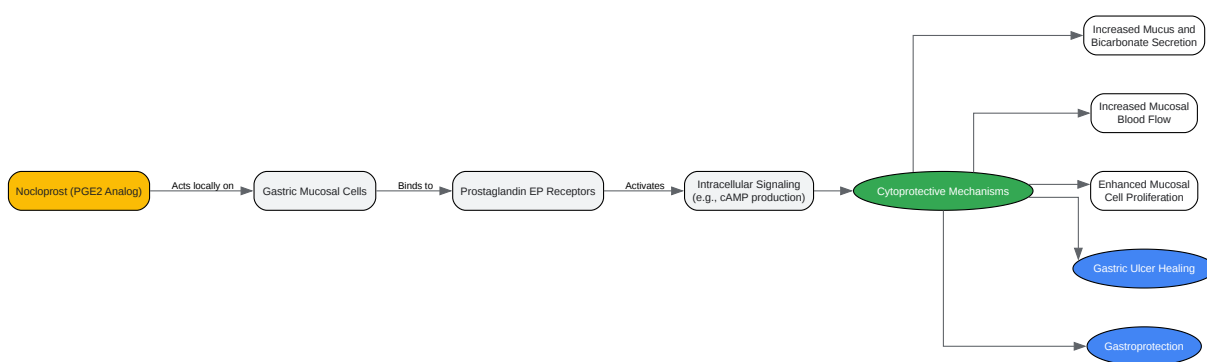 Nocloprost (PGE2 Analog)
Acts locally on
Gastric Mucosal Cells
Binds to
Prostaglandin EP Receptors
Activates
Intracellular Signaling
(e.g., cAMP production)
Cytoprotective Mechanisms
Increased Mucus and
Bicarbonate Secretion
Increased Mucosal
Blood Flow
Enhanced Mucosal
Cell Proliferation
Gastric Ulcer Healing
Gastroprotection